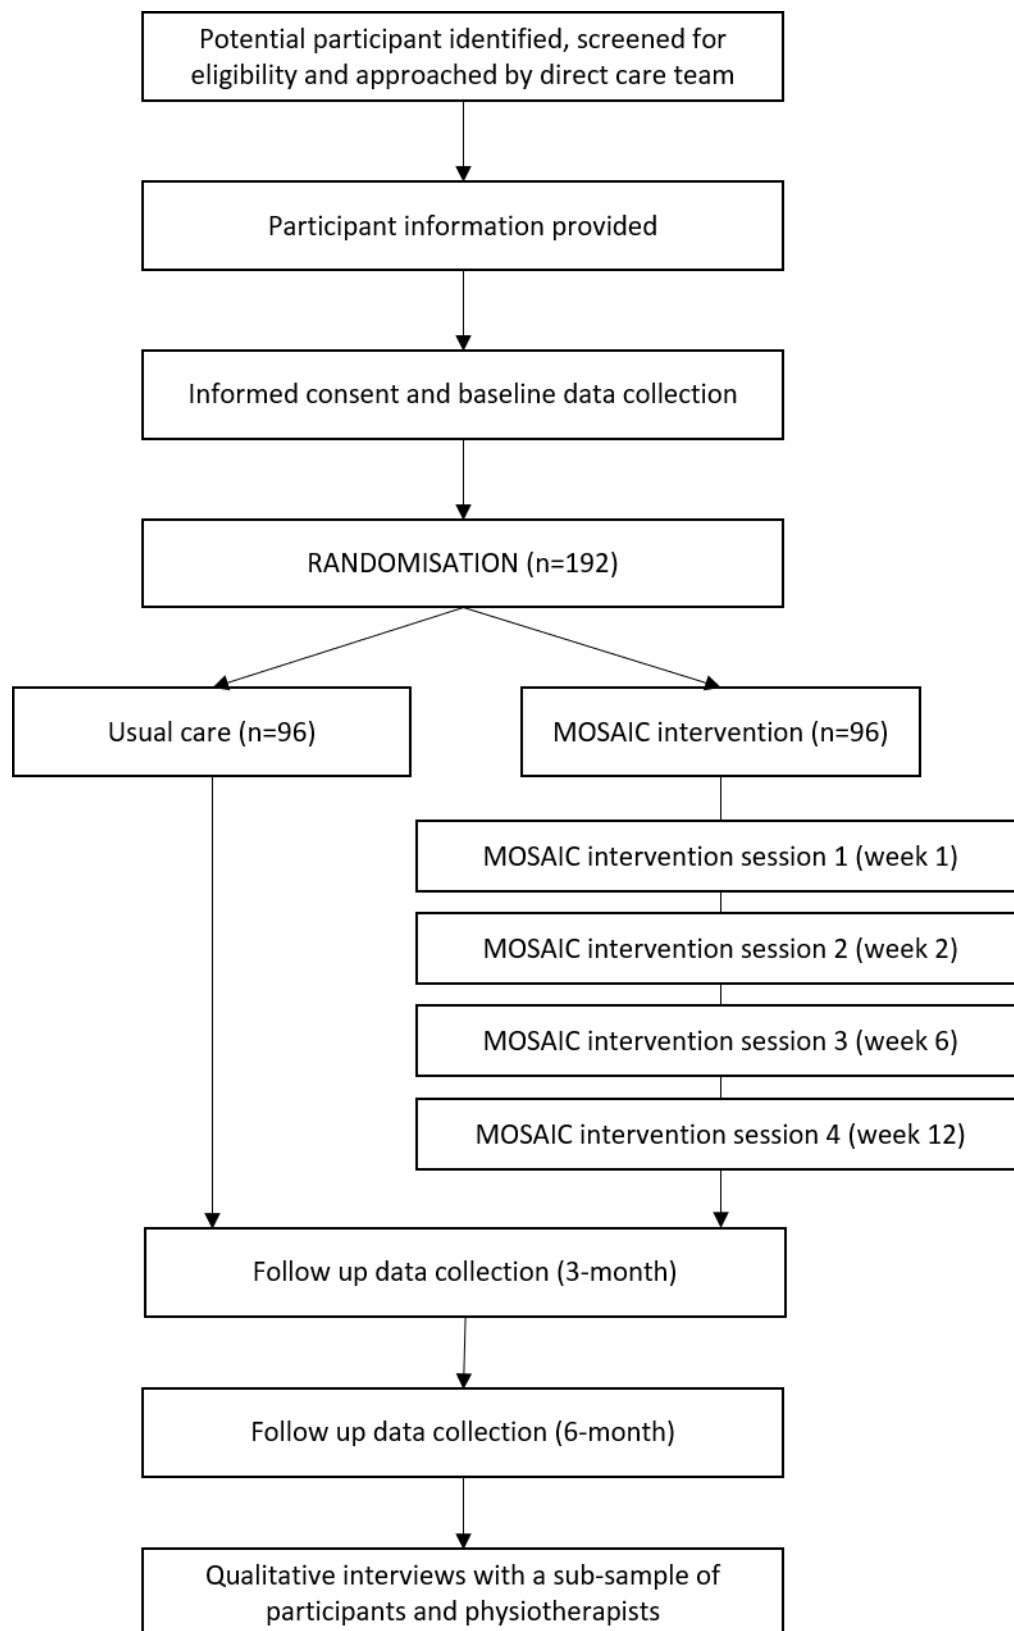 Potential participant identified, screened for
eligibility and approached by direct care team
Participant information provided
Informed consent and baseline data collection
RANDOMISATION (n=192)
Usual care (n=96)
MOSAIC intervention (n=96)
MOSAIC intervention session 1 (week 1)
MOSAIC intervention session 2 (week 2)
MOSAIC intervention session 3 (week 6)
MOSAIC intervention session 4 (week 12)
Follow up data collection (3-month)
Follow up data collection (6-month)
Qualitative interviews with a sub-sample of
participants and physiotherapists